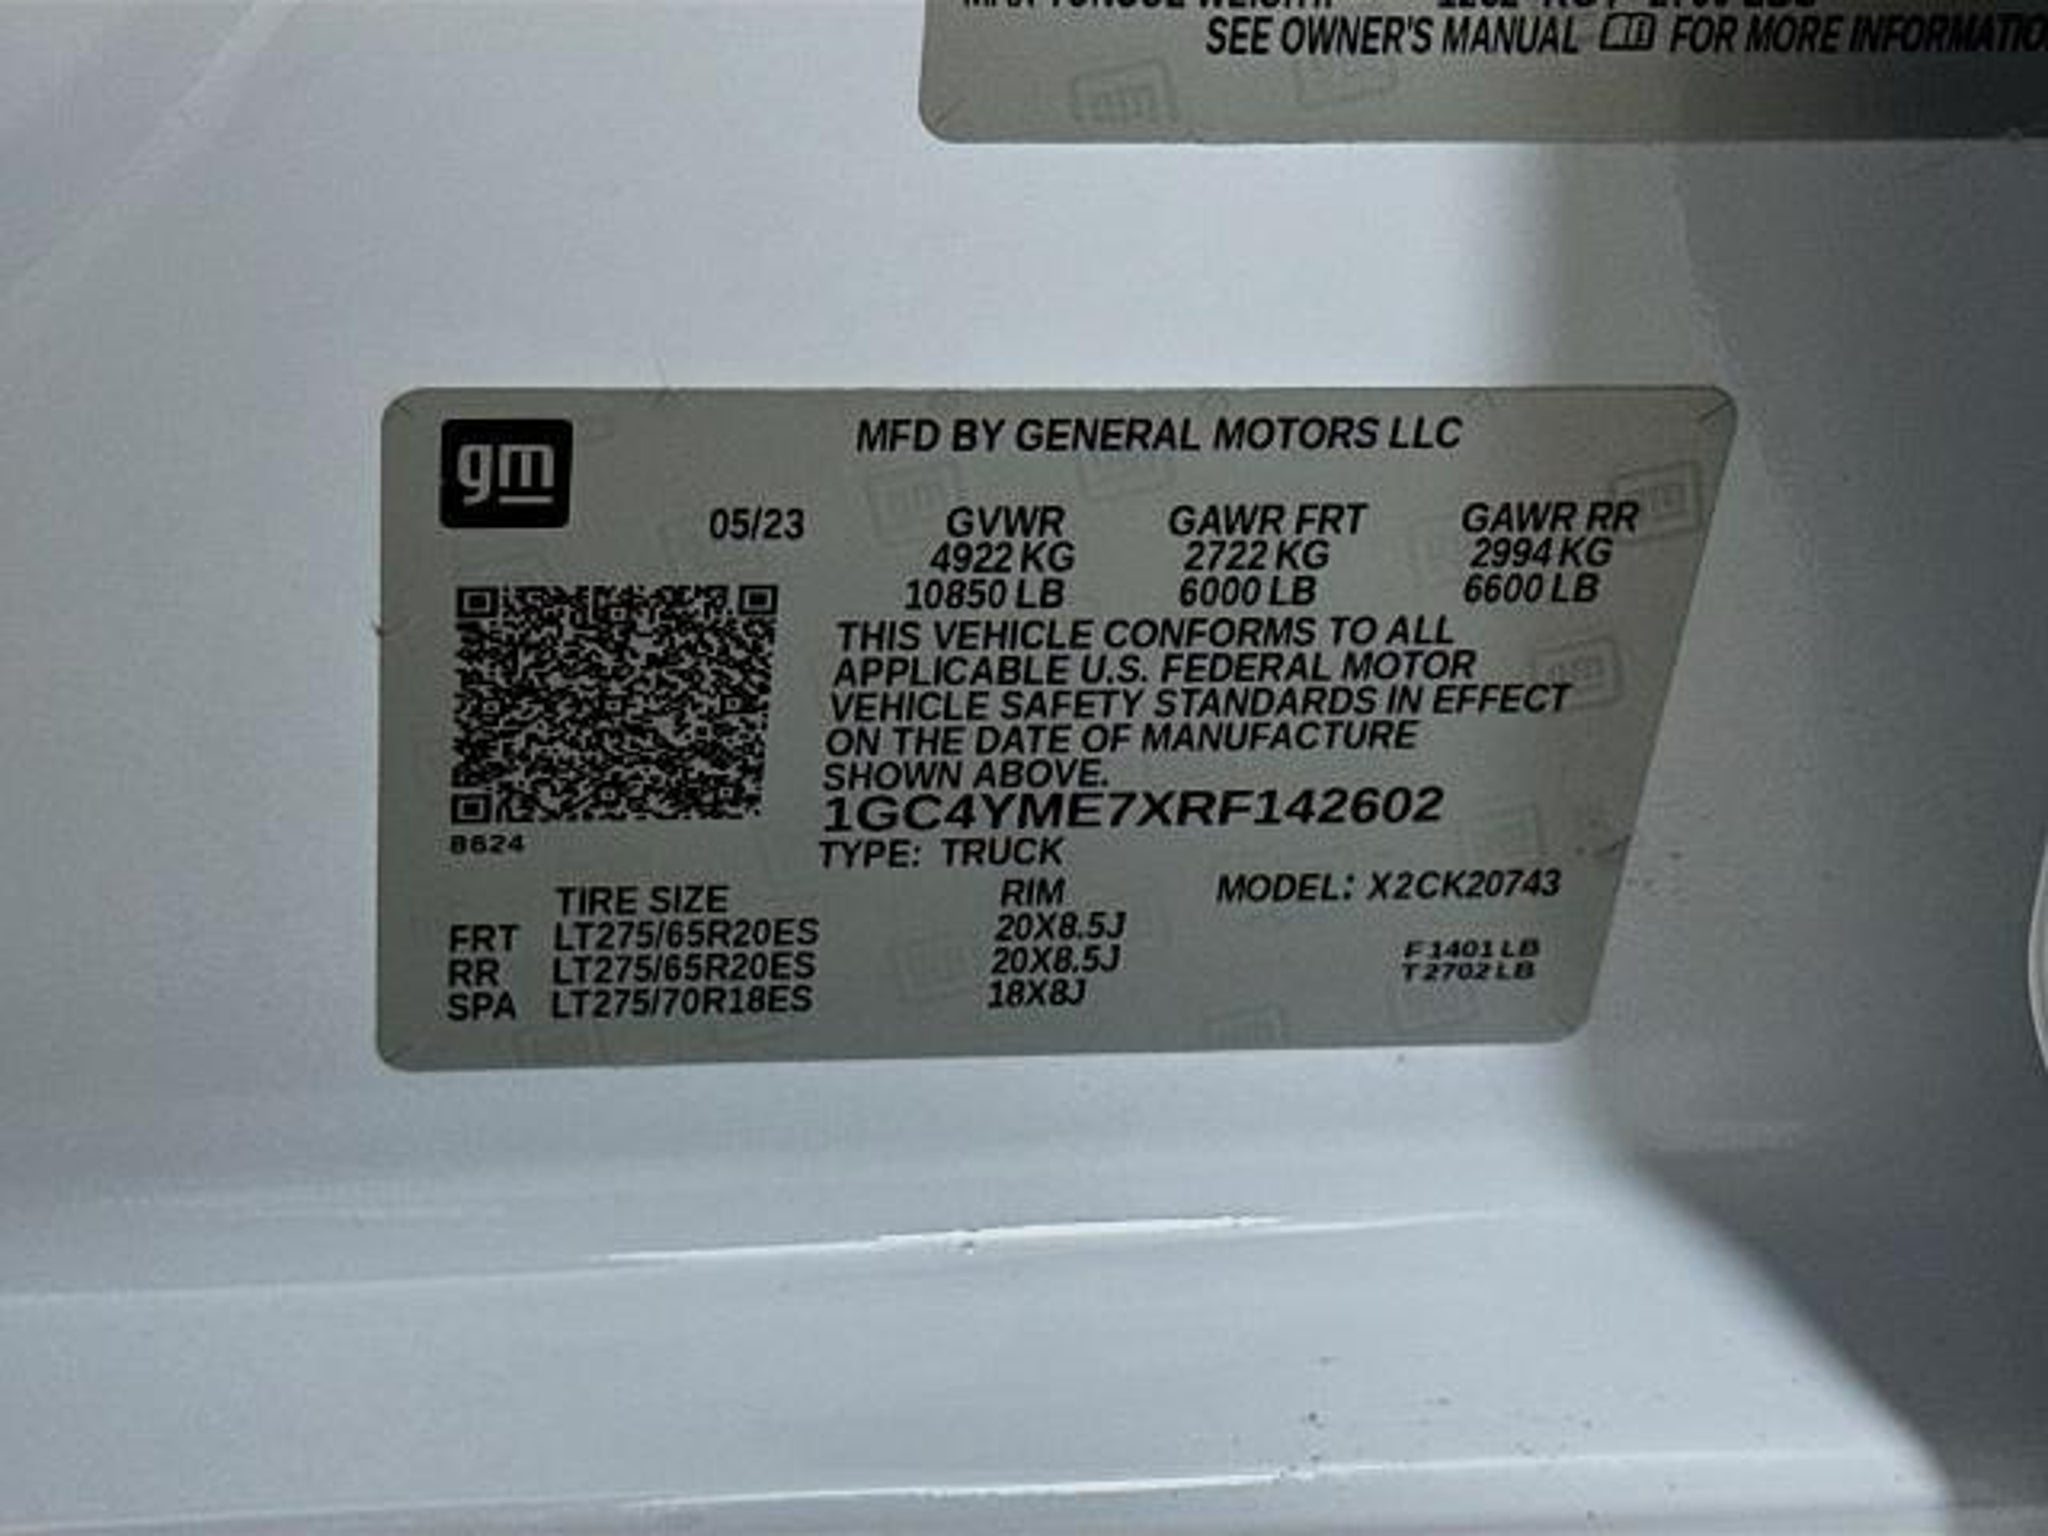 SEE OWNER'S MANUAL FOR MORE
gm
MFD BY GENERAL MOTORS LLC
05/23 GVWR GAWR FRT GAWR RR
4922 KG 2722 KG 2994 KG
10850 LB 6000 LB 6600 LB
THIS VEHICLE CONFORMS TO ALL
APPLICABLE U.S. FEDERAL MOTOR
VEHICLE SAFETY STANDARDS IN EFFECT
ON THE DATE OF MANUFACTURE
SHOWN ABOVE.
1GC4YME7XRF142602
8624
TYPE: TRUCK
TIRE SIZE RIM MODEL: X2CK20743
FRT LT275/65R20ES 20X8.5J
RR LT275/65R20ES 20X8.5J
SPA LT275/70R18ES 18X8J
F 1401 LB
T 2702 LB